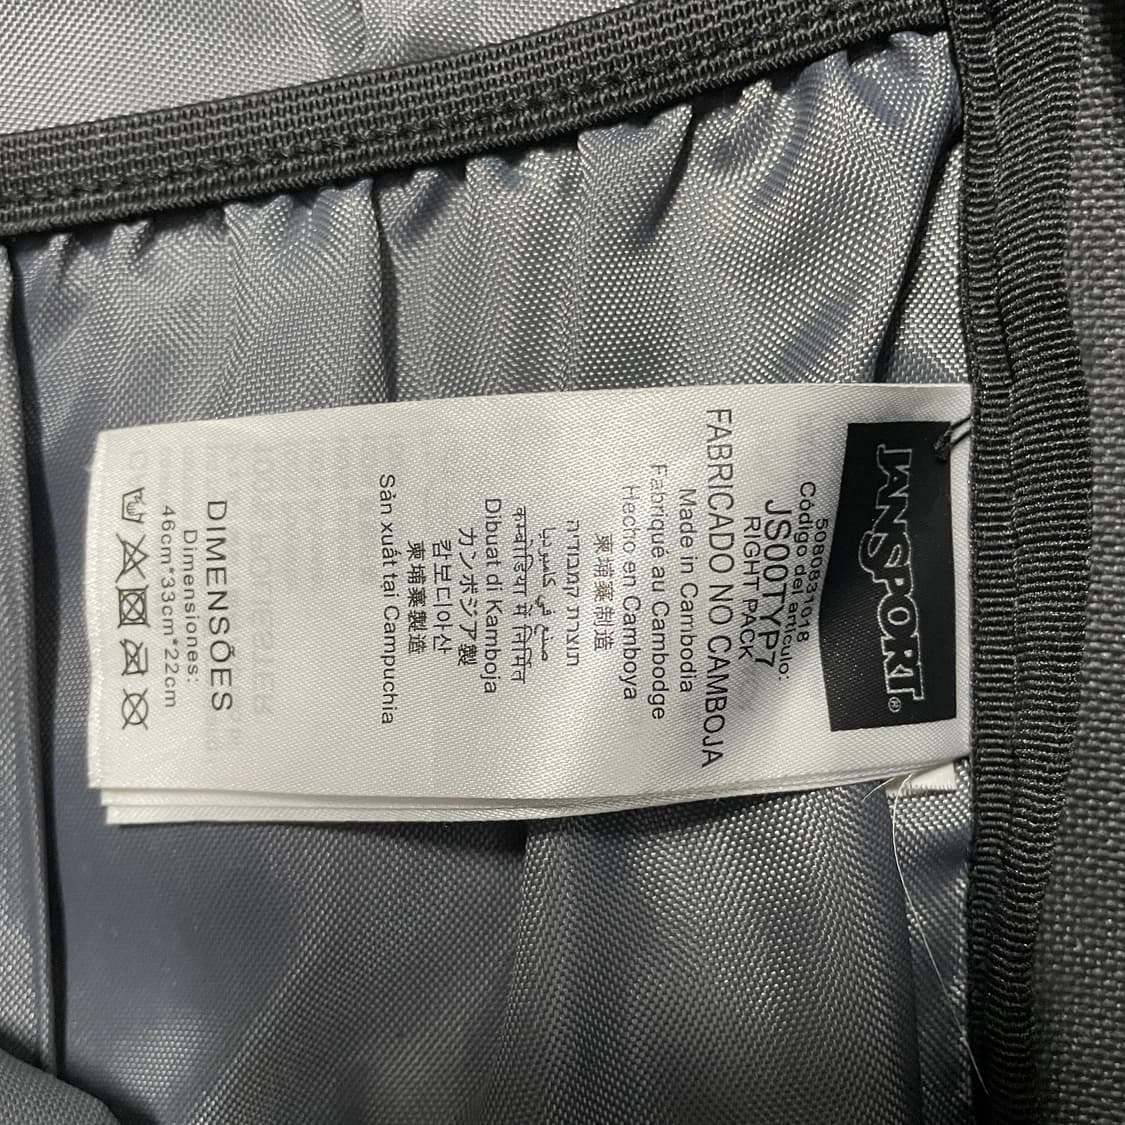 JANSPORT®
5080831018
Código del artículo:
JS00TYP7
RIGHT PACK
FABRICADO NO CAMBOJA
Made in Cambodia
Fabriqué au Cambodge
Hecho en Camboya
柬埔寨制造
תוצרת קמבודיה
صنع في كامبوديا
कम्बोडिया में निर्मित
Dibuat di Kamboja
カンボジア製
캄보디아산
柬埔寨製造
Sản xuất tại Campuchia
DIMENSÕES
Dimensiones:
46cm*33cm*22cm